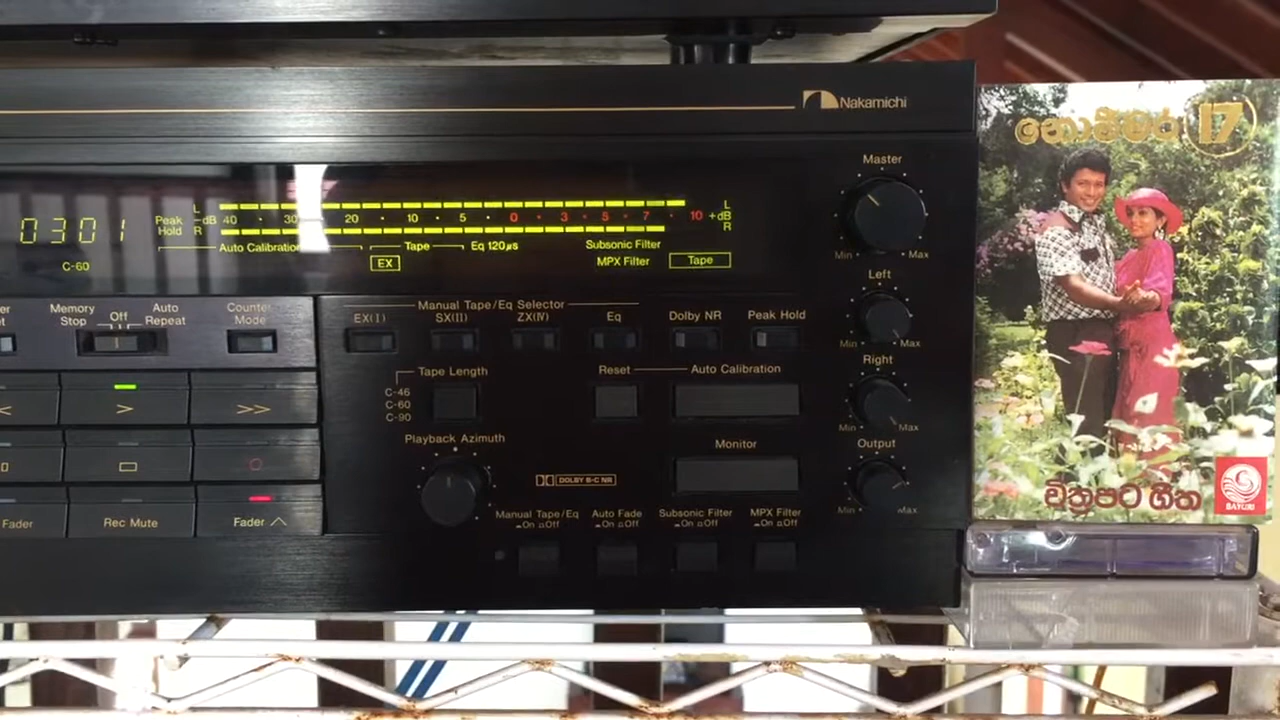 Nakamichi
නොම්මර 17
Master
Min
Max
0301
C-60
Peak
Hold
L
R
-dB
40 30 20 10 5 0 3 5 7 10 +dB
L
R
Auto Calibration
Tape
EX
Eq 120µs
Subsonic Filter
MPX Filter
Tape
Left
Min
Max
Memory
Stop
Off
Auto
Repeat
Counter
Mode
Manual Tape/Eq Selector
EX(I)
SX(II)
ZX(IV)
Eq
Dolby NR
Peak Hold
Right
Min
Max
Tape Length
C-46
C-60
C-90
Reset
Auto Calibration
< > >>
Playback Azimuth
Monitor
Output
Min
Max
DOLBY B-C NR
Fader
Rec Mute
Fader
Manual Tape/Eq
On Off
Auto Fade
On Off
Subsonic Filter
On Off
MPX Filter
On Off
චිත්‍රපට ගීත